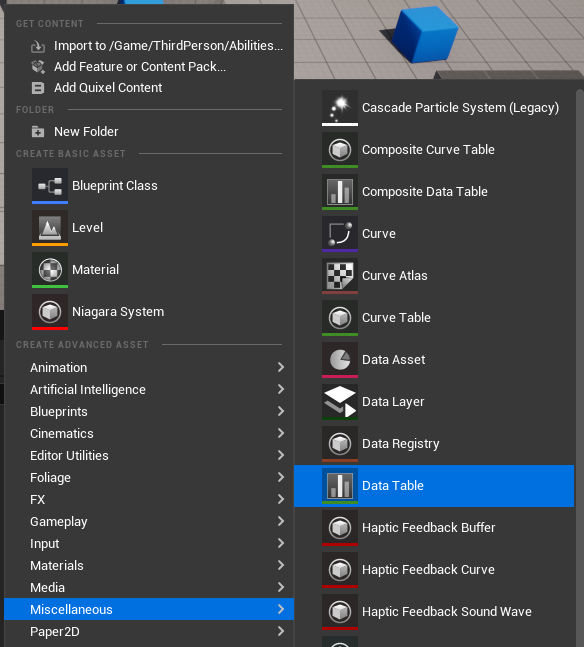 GET CONTENT
Import to /Game/ThirdPerson/Abilities...
Add Feature or Content Pack...
Add Quixel Content
FOLDER
New Folder
CREATE BASIC ASSET
Blueprint Class
Level
Material
Niagara System
CREATE ADVANCED ASSET
Animation
Artificial Intelligence
Blueprints
Cinematics
Editor Utilities
Foliage
FX
Gameplay
Input
Materials
Media
Miscellaneous
Paper2D
Cascade Particle System (Legacy)
Composite Curve Table
Composite Data Table
Curve
Curve Atlas
Curve Table
Data Asset
Data Layer
Data Registry
Data Table
Haptic Feedback Buffer
Haptic Feedback Curve
Haptic Feedback Sound Wave